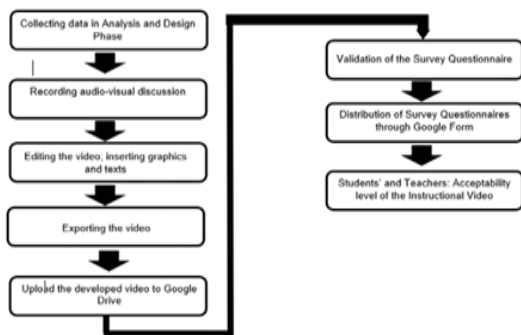 Collecting data in Analysis and Design
Phase
Recording audio-visual discussion
Editing the video; inserting graphics
and texts
Exporting the video
Upload the developed video to Google
Drive
Validation of the Survey Questionnaire
Distribution of Survey Questionnaires
through Google Form
Students' and Teachers: Acceptability
level of the Instructional Video